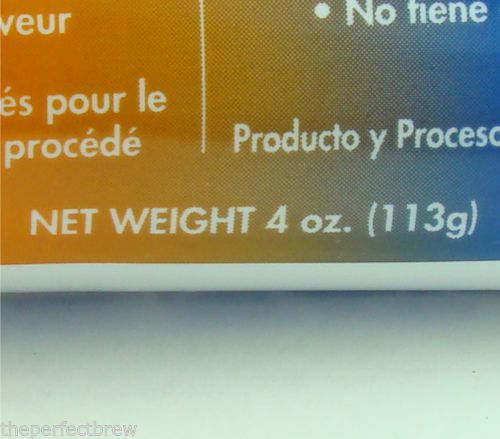 veur
és pour le
procédé
• No tiene
Producto y Proceso
NET WEIGHT 4 oz. (113g)
theperfectbrew